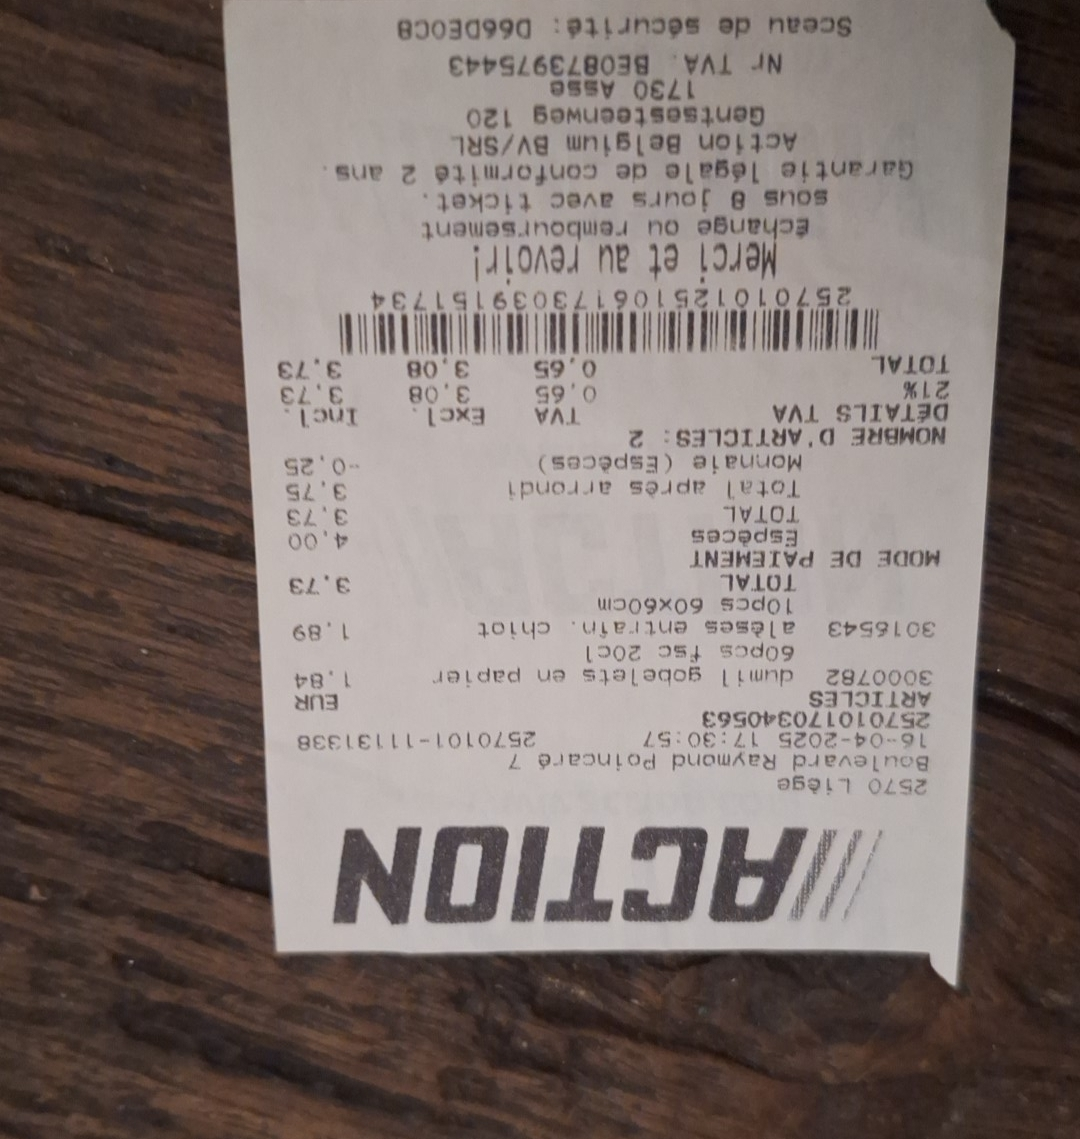 ACTION
2570 Liège
Boulevard Raymond Poincaré 7
16-04-2025 17:30:57 2570101-11131338
2570101703​40563
ARTICLES EUR
3000782 dumil gobelets en papier 1,84
60pcs fsc 20cl
3016543 alèses entraîn. chiot 1,89
10pcs 60x60cm
TOTAL 3,73
MODE DE PAIEMENT
Espèces 4,00
TOTAL 3,73
Total après arrondi 3,75
Monnaie (Espèces) -0,25
NOMBRE D'ARTICLES: 2
DÉTAILS TVA TVA Excl. Incl.
21% 0,65 3,08 3,73
TOTAL 0,65 3,08 3,73
257010125106173039151734
Merci et au revoir!
Échange ou remboursement
sous 8 jours avec ticket.
Garantie légale de conformité 2 ans.
Action Belgium BV/SRL
Gentsesteenweg 120
1730 Asse
Nr TVA. BE0873975443
Sceau de sécurité: D66DE0C8